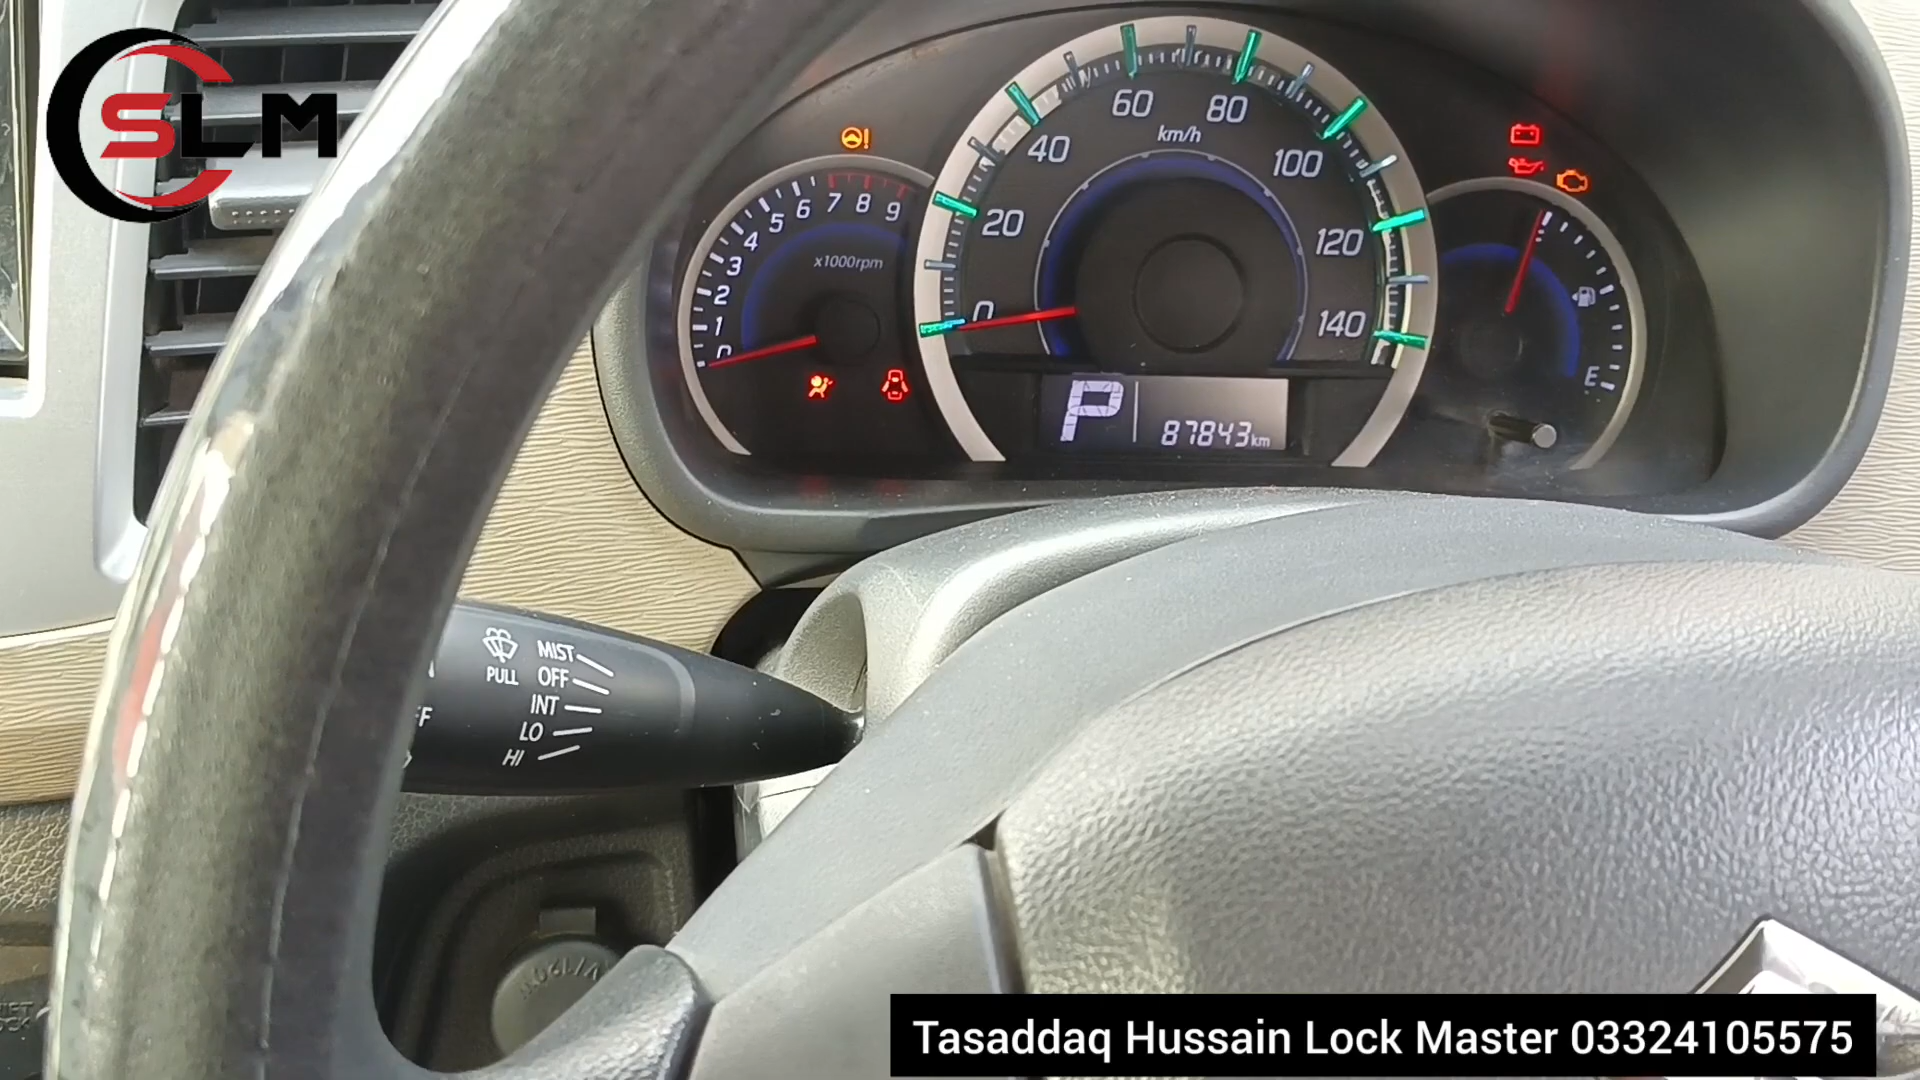 SLM
60
80
km/h
40
100
20
120
0
140
x1000rpm
0
1
2
3
4
5
6
7
8
9
E
P
87843km
MIST
OFF
PULL
INT
LO
HI
Tasaddaq Hussain Lock Master 03324105575